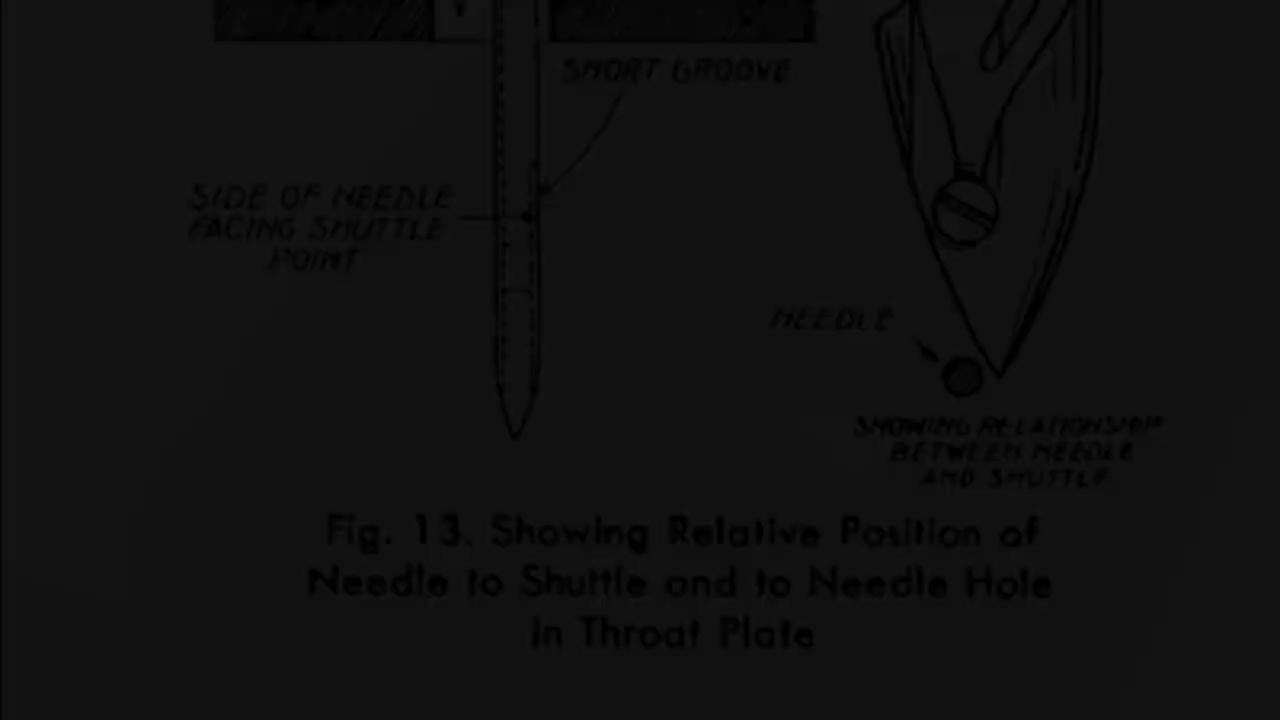 SHORT GROOVE
SIDE OF NEEDLE
FACING SHUTTLE
POINT
NEEDLE
SHOWING RELATIONSHIP
BETWEEN NEEDLE
AND SHUTTLE
Fig. 13. Showing Relative Position of
Needle to Shuttle and to Needle Hole
in Throat Plate